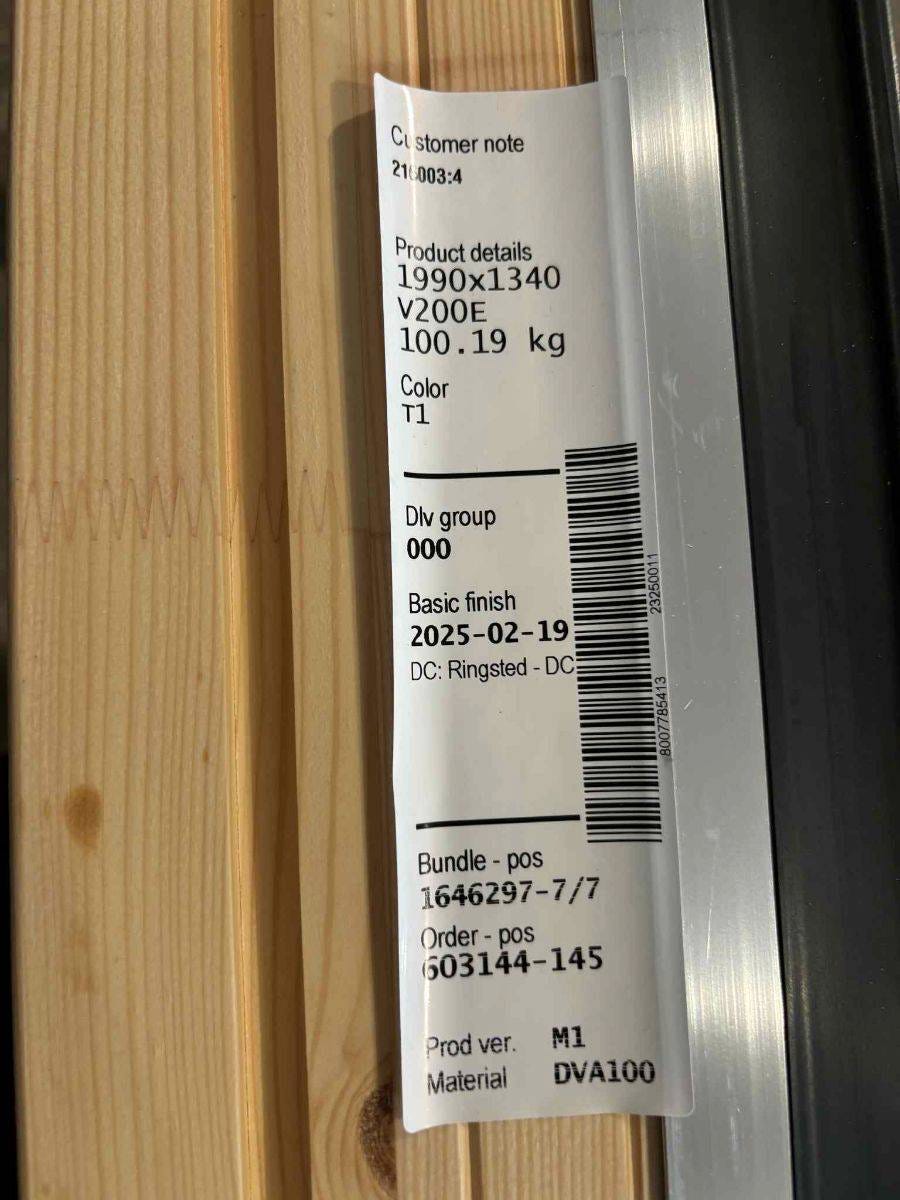 Customer note
Product details
1990x1340
V200E
100.19 kg
Color
T1
Dlv group
000
Basic finish
2025-02-19
DC: Ringsted - DC
23250011
8007785413
Bundle - pos
1646297-7/7
Order - pos
603144-145
Prod ver. M1
Material DVA100